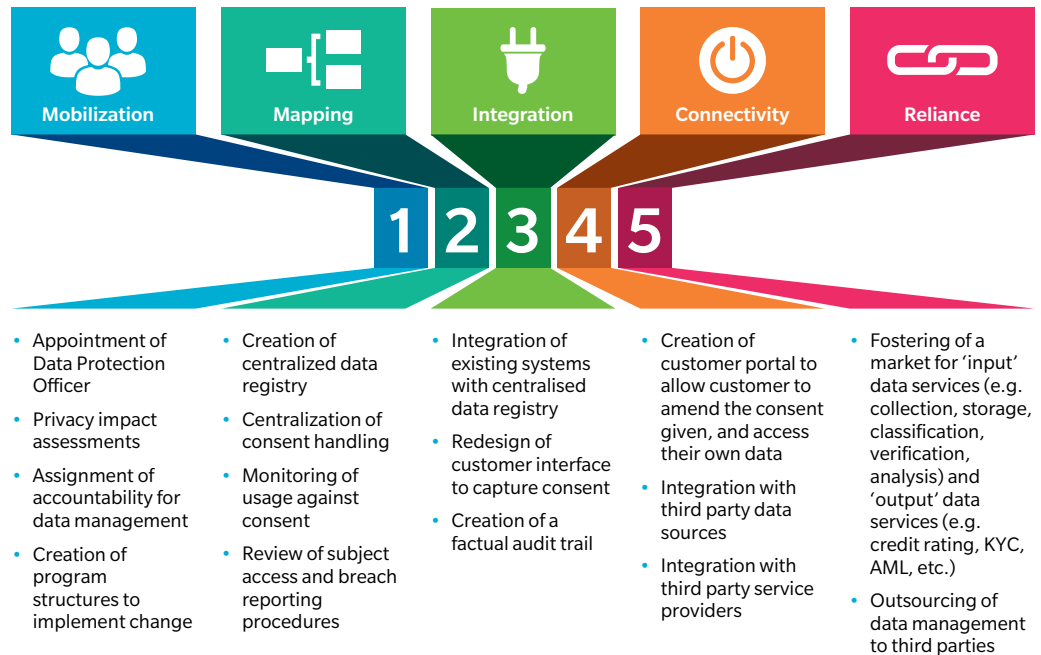 Mobilization
Mapping
Integration
Connectivity
Reliance
1
2
3
4
5
• Appointment of
Data Protection
Officer
• Privacy impact
assessments
• Assignment of
accountability for
data management
• Creation of
program
structures to
implement change
• Creation of
centralized data
registry
• Centralization of
consent handling
• Monitoring of
usage against
consent
• Review of subject
access and breach
reporting
procedures
• Integration of
existing systems
with centralised
data registry
• Redesign of
customer interface
to capture consent
• Creation of a
factual audit trail
• Creation of
customer portal to
allow customer to
amend the consent
given, and access
their own data
• Integration with
third party data
sources
• Integration with
third party service
providers
• Fostering of a
market for ‘input’
data services (e.g.
collection, storage,
classification,
verification,
analysis) and
‘output’ data
services (e.g.
credit rating, KYC,
AML, etc.)
• Outsourcing of
data management
to third parties